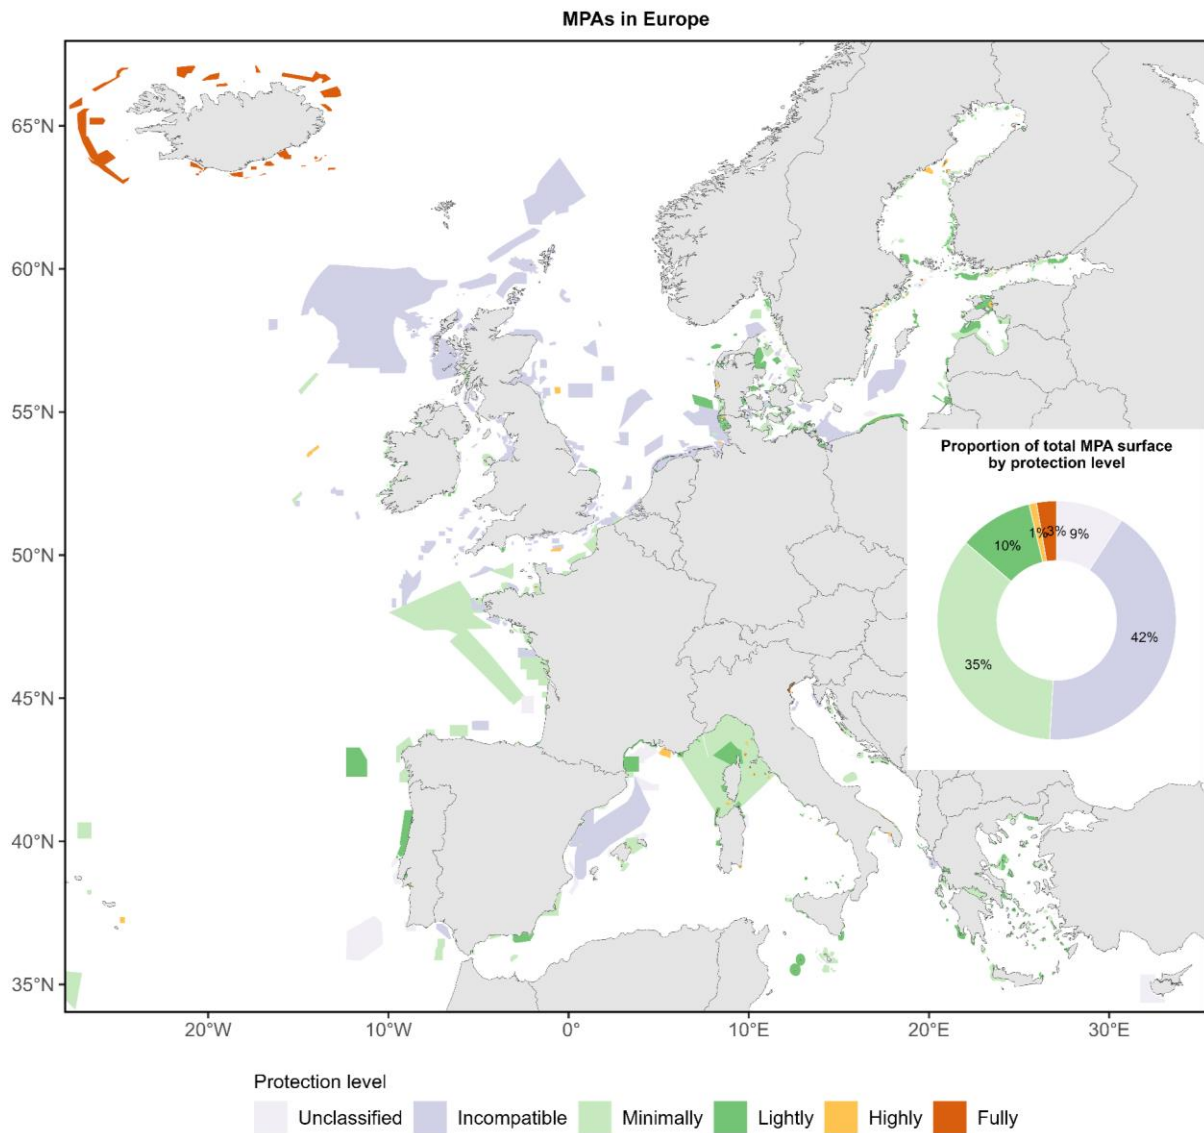 MPAs in Europe
65°N
60°N
55°N
50°N
45°N
40°N
35°N
20°W
10°W
0°
10°E
20°E
30°E
Proportion of total MPA surface
by protection level
9%
42%
35%
10%
1%
3%
Protection level
Unclassified
Incompatible
Minimally
Lightly
Highly
Fully